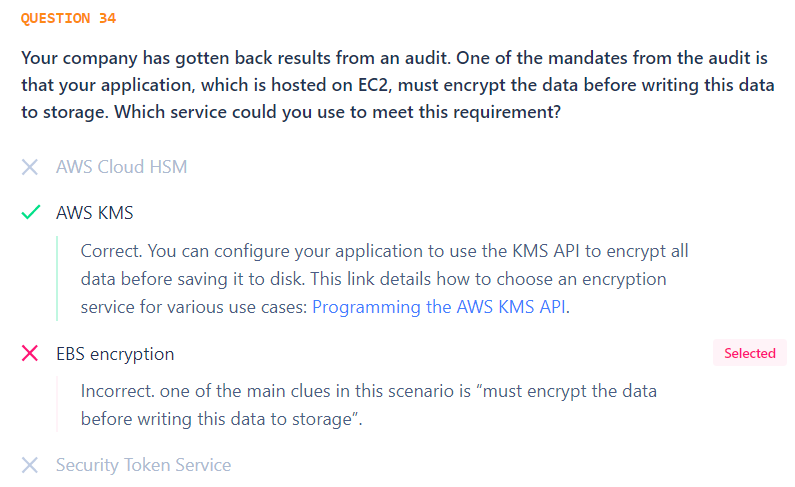 QUESTION 34
Your company has gotten back results from an audit. One of the mandates from the audit is
that your application, which is hosted on EC2, must encrypt the data before writing this data
to storage. Which service could you use to meet this requirement?
AWS Cloud HSM
AWS KMS
Correct. You can configure your application to use the KMS API to encrypt all
data before saving it to disk. This link details how to choose an encryption
service for various use cases: Programming the AWS KMS API.
EBS encryption
Selected
Incorrect. one of the main clues in this scenario is “must encrypt the data
before writing this data to storage”.
Security Token Service